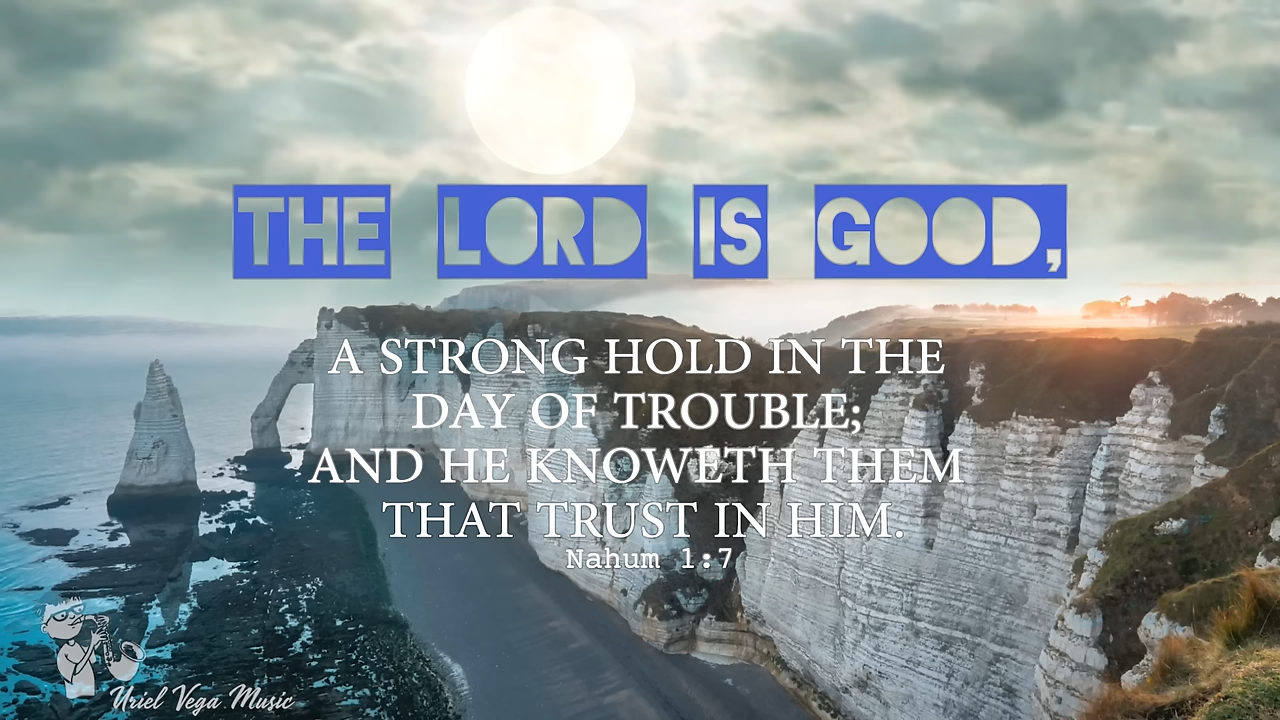 THE LORD IS GOOD,
A STRONG HOLD IN THE
DAY OF TROUBLE;
AND HE KNOWETH THEM
THAT TRUST IN HIM.
Nahum 1:7
Uriel Vega Music